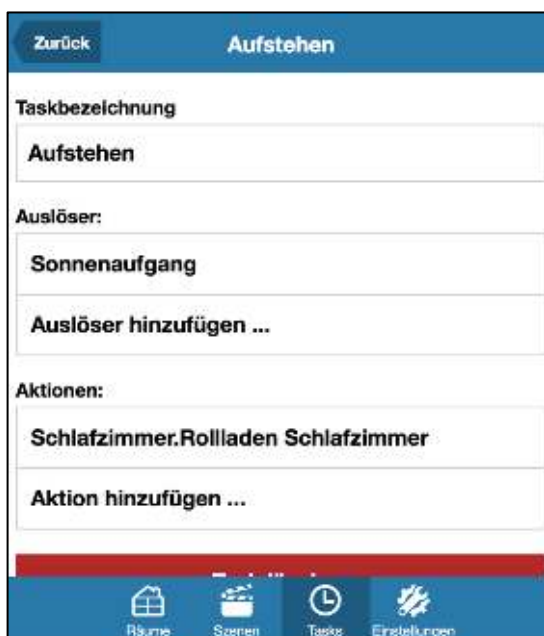 Zurück
Aufstehen
Taskbezeichnung
Aufstehen
Auslöser:
Sonnenaufgang
Auslöser hinzufügen ...
Aktionen:
Schlafzimmer.Rollladen Schlafzimmer
Aktion hinzufügen ...
Räume
Szenen
Tasks
Einstellungen